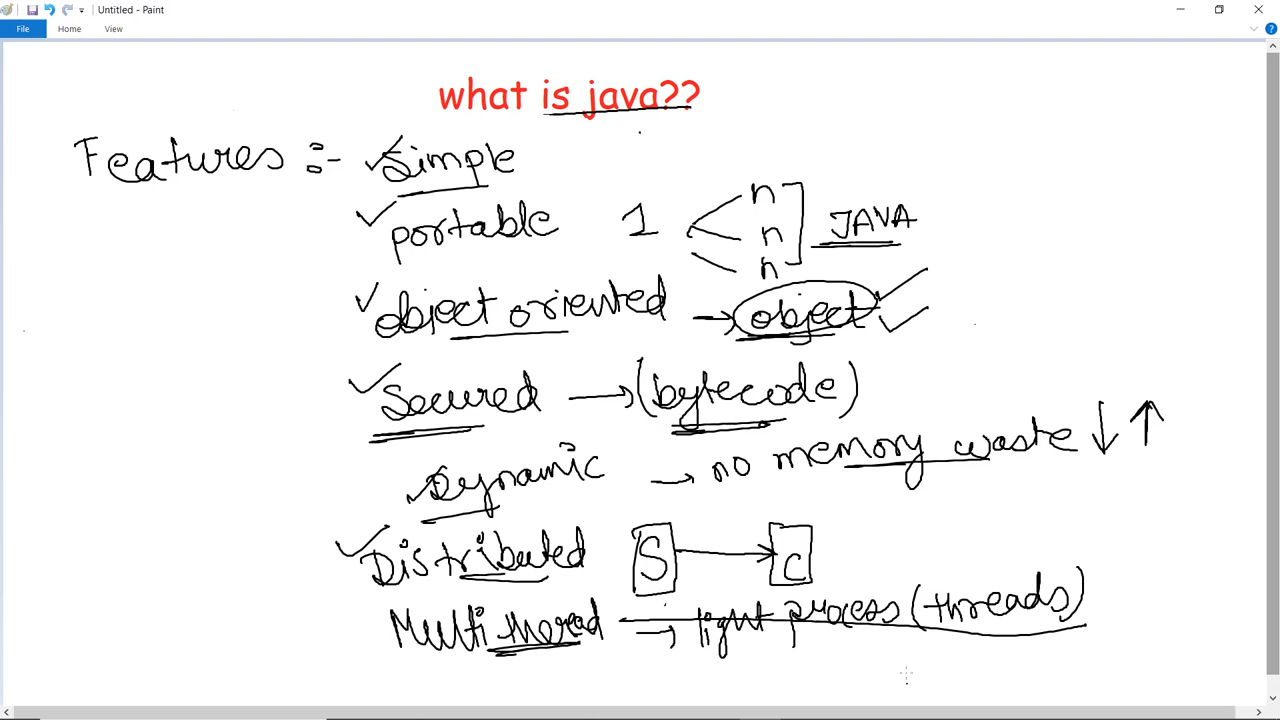 Untitled - Paint
File Home View
what is java??
Features :- Simple
portable 1 n n n JAVA
object oriented → object
Secured → (bytecode)
Dynamic → no memory waste ↓ ↑
Distributed S → C
Multithread → light process (threads)